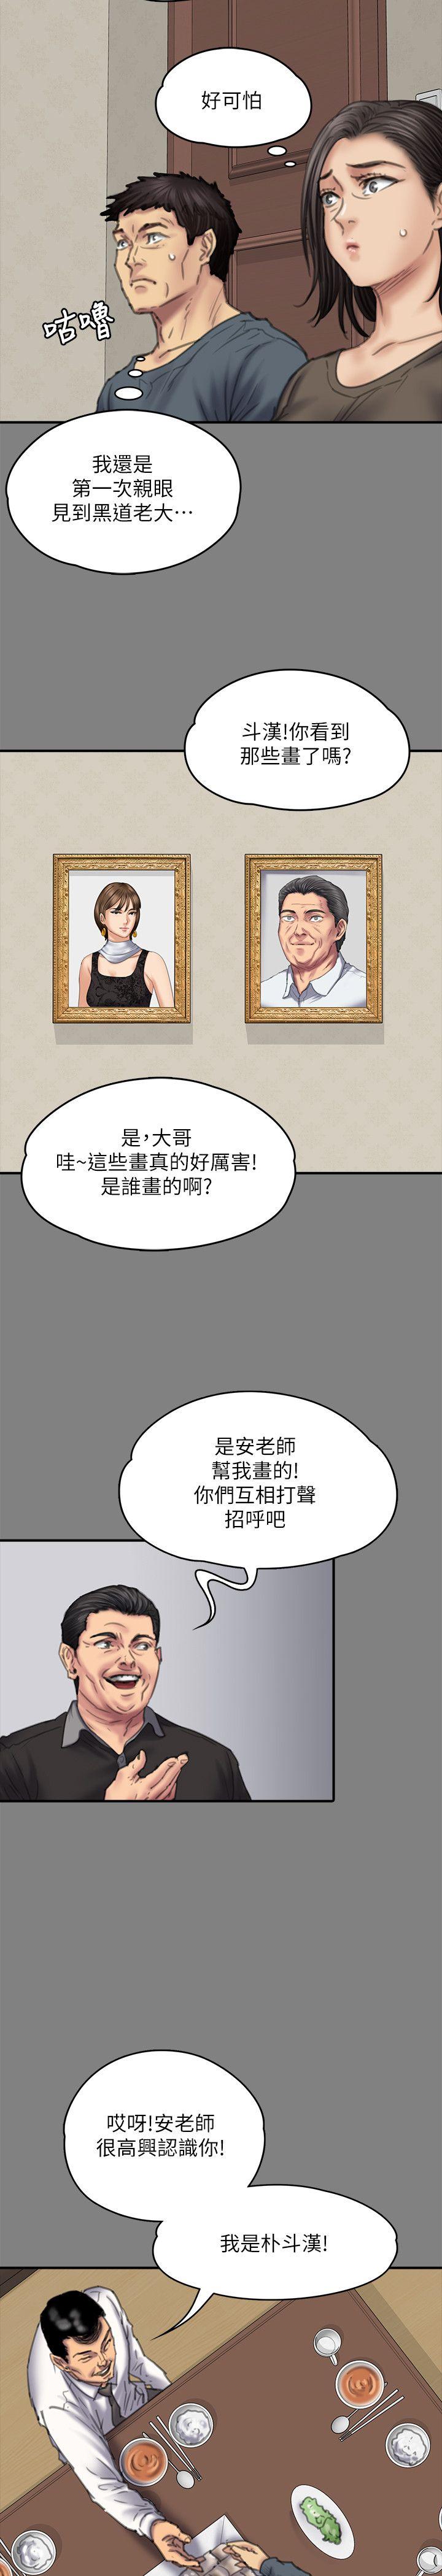 好可怕
咕嚕
我還是
第一次親眼
見到黑道老大…
斗漢!你看到
那些畫了嗎?
是,大哥
哇~這些畫真的好厲害!
是誰畫的啊?
是安老師
幫我畫的!
你們互相打聲
招呼吧
哎呀!安老師
很高興認識你!
我是朴斗漢!